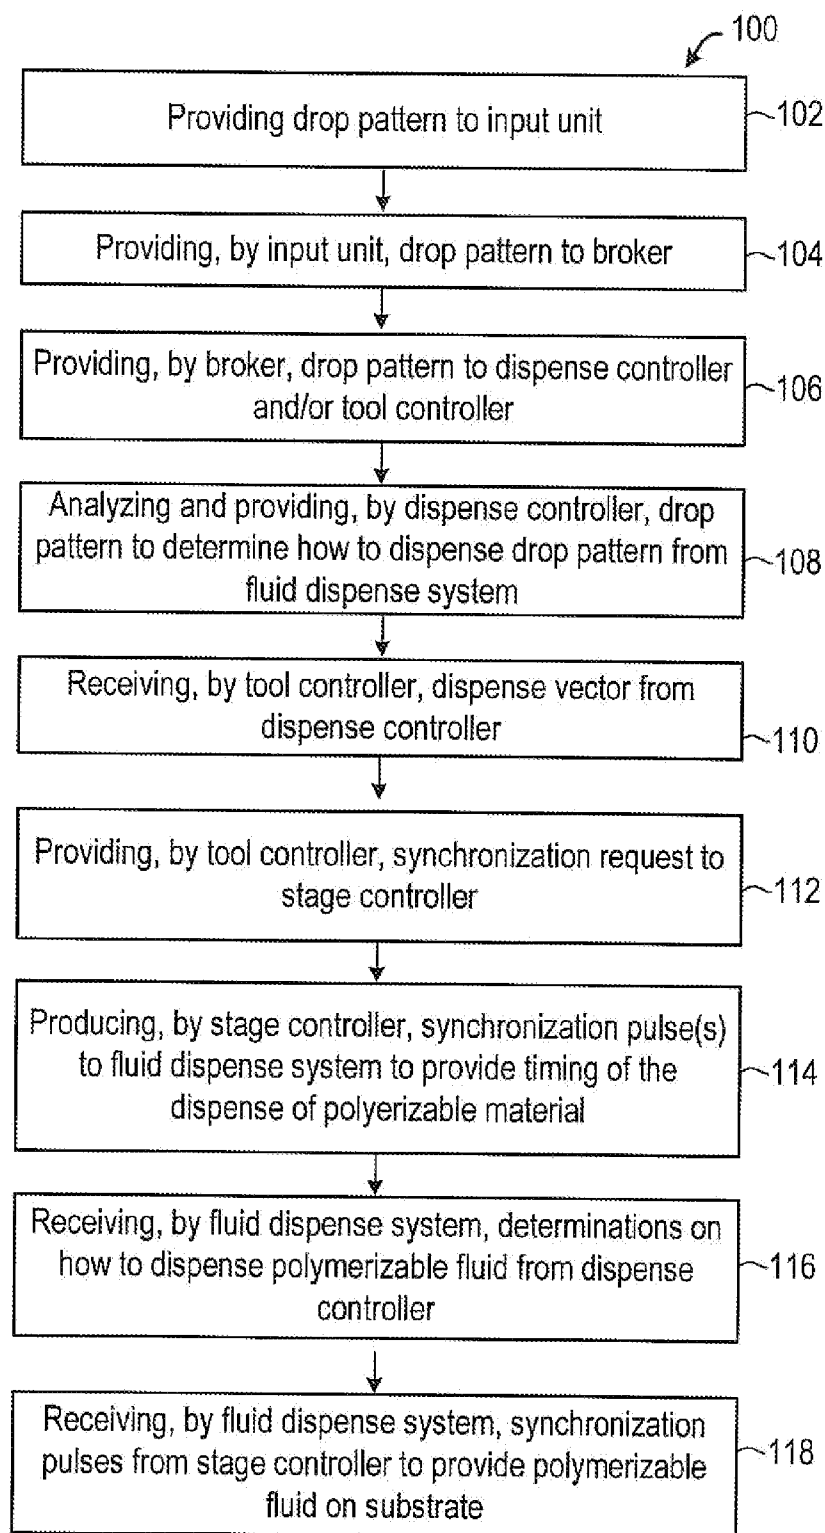 100
Providing drop pattern to input unit
102
Providing, by input unit, drop pattern to broker
104
Providing, by broker, drop pattern to dispense controller
and/or tool controller
106
Analyzing and providing, by dispense controller, drop
pattern to determine how to dispense drop pattern from
fluid dispense system
108
Receiving, by tool controller, dispense vector from
dispense controller
110
Providing, by tool controller, synchronization request to
stage controller
112
Producing, by stage controller, synchronization pulse(s)
to fluid dispense system to provide timing of the
dispense of polyerizable material
114
Receiving, by fluid dispense system, determinations on
how to dispense polymerizable fluid from dispense
controller
116
Receiving, by fluid dispense system, synchronization
pulses from stage controller to provide polymerizable
fluid on substrate
118